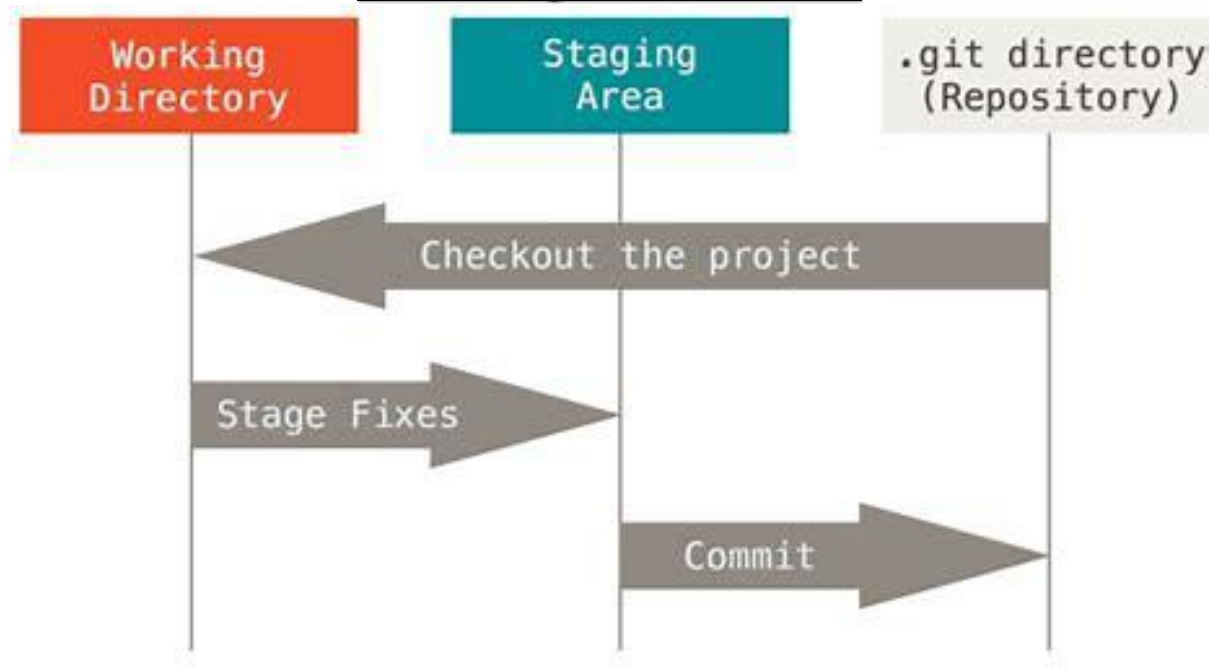 Working
Directory
Staging
Area
.git directory
(Repository)
Checkout the project
Stage Fixes
Commit